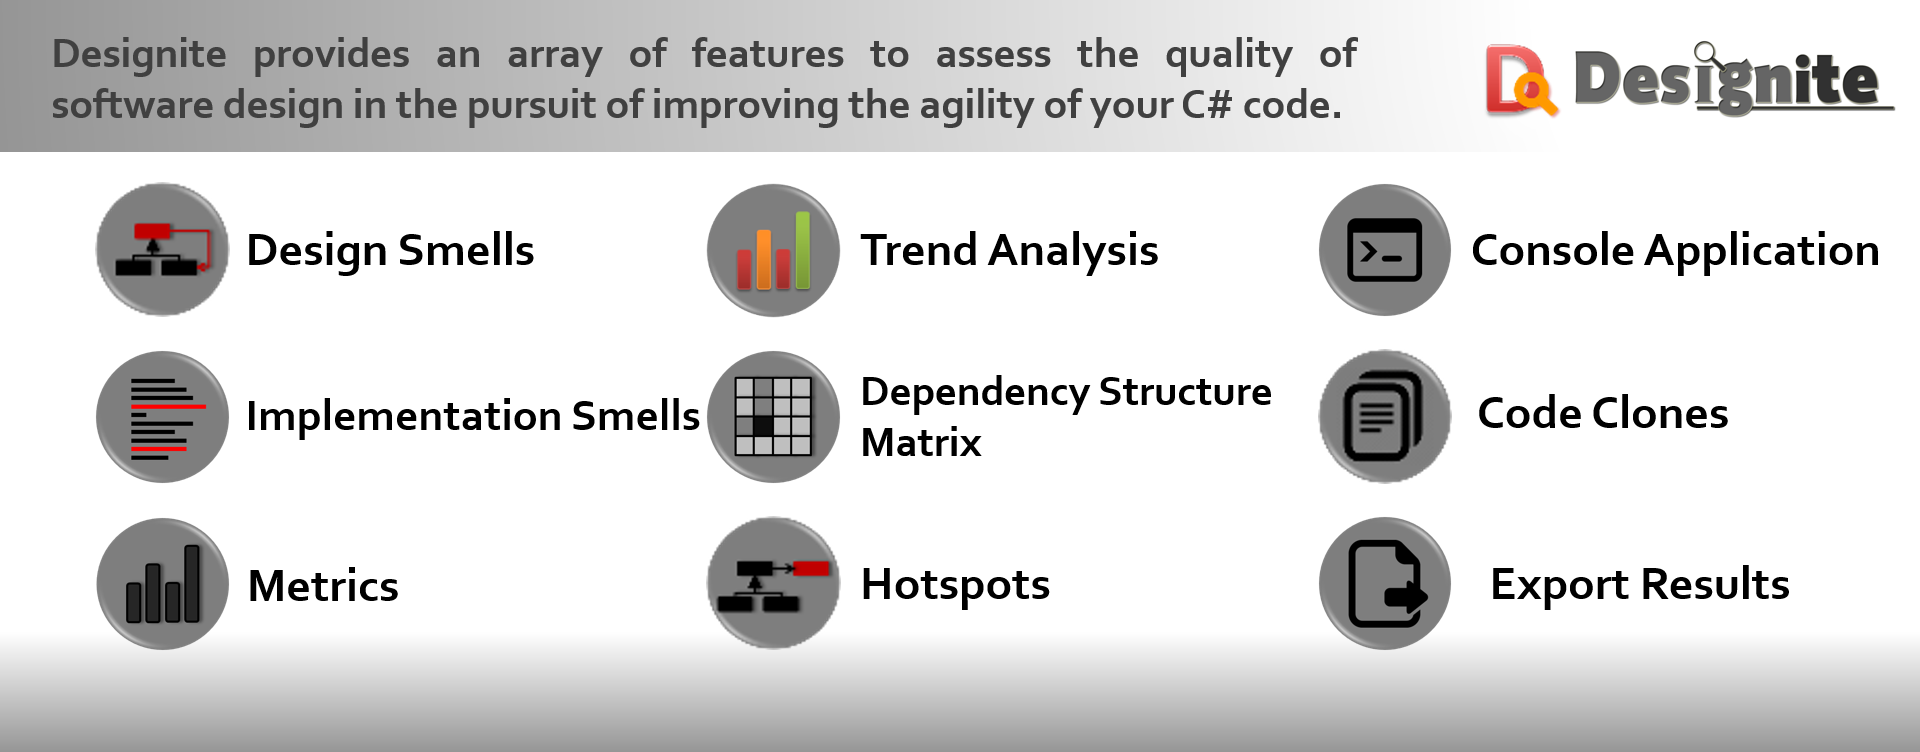 Designite provides an array of features to assess the quality of
software design in the pursuit of improving the agility of your C# code.
Designite
Design Smells
Trend Analysis
Console Application
Implementation Smells
Dependency Structure
Matrix
Code Clones
Metrics
Hotspots
Export Results